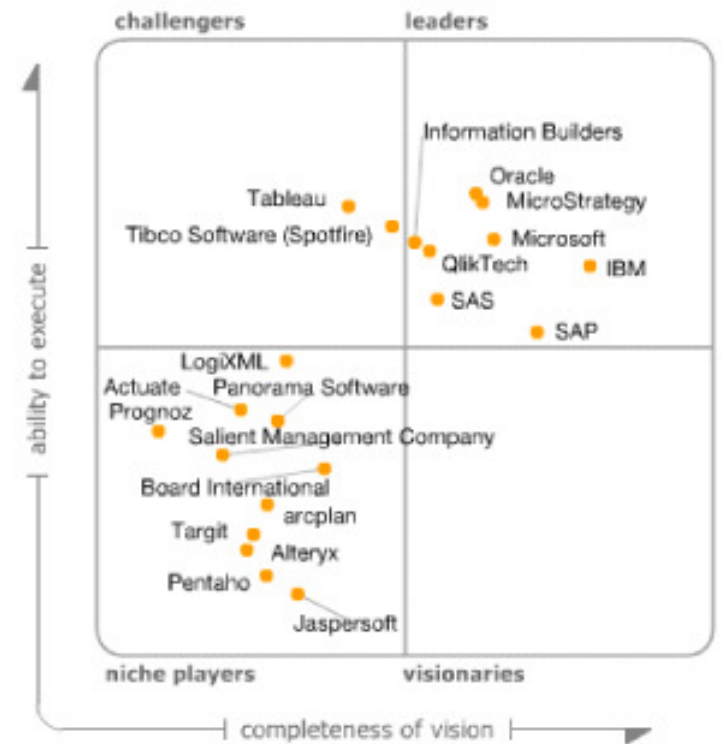 challengers
leaders
Information Builders
Oracle
Tableau
MicroStrategy
Tibco Software (Spotfire)
Microsoft
QlikTech
IBM
SAS
SAP
ability to execute
LogiXML
Actuate
Panorama Software
Prognoz
Salient Management Company
Board International
arcplan
Targit
Alteryx
Pentaho
Jaspersoft
niche players
visionaries
completeness of vision